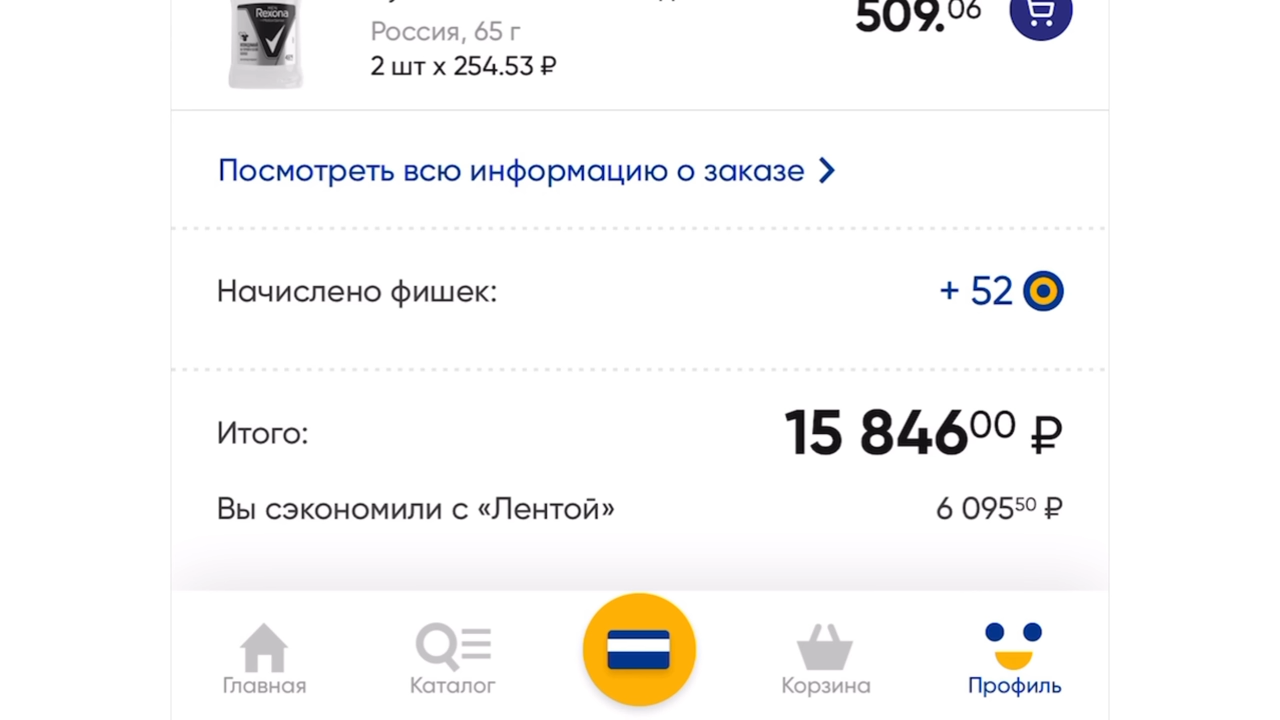 Rexona
509.06
Россия, 65 г
2 шт х 254.53 ₽
Посмотреть всю информацию о заказе
Начислено фишек:
+ 52
Итого:
15 846 00 ₽
Вы сэкономили с «Лентой»
6 095 50 ₽
Главная
Каталог
Корзина
Профиль